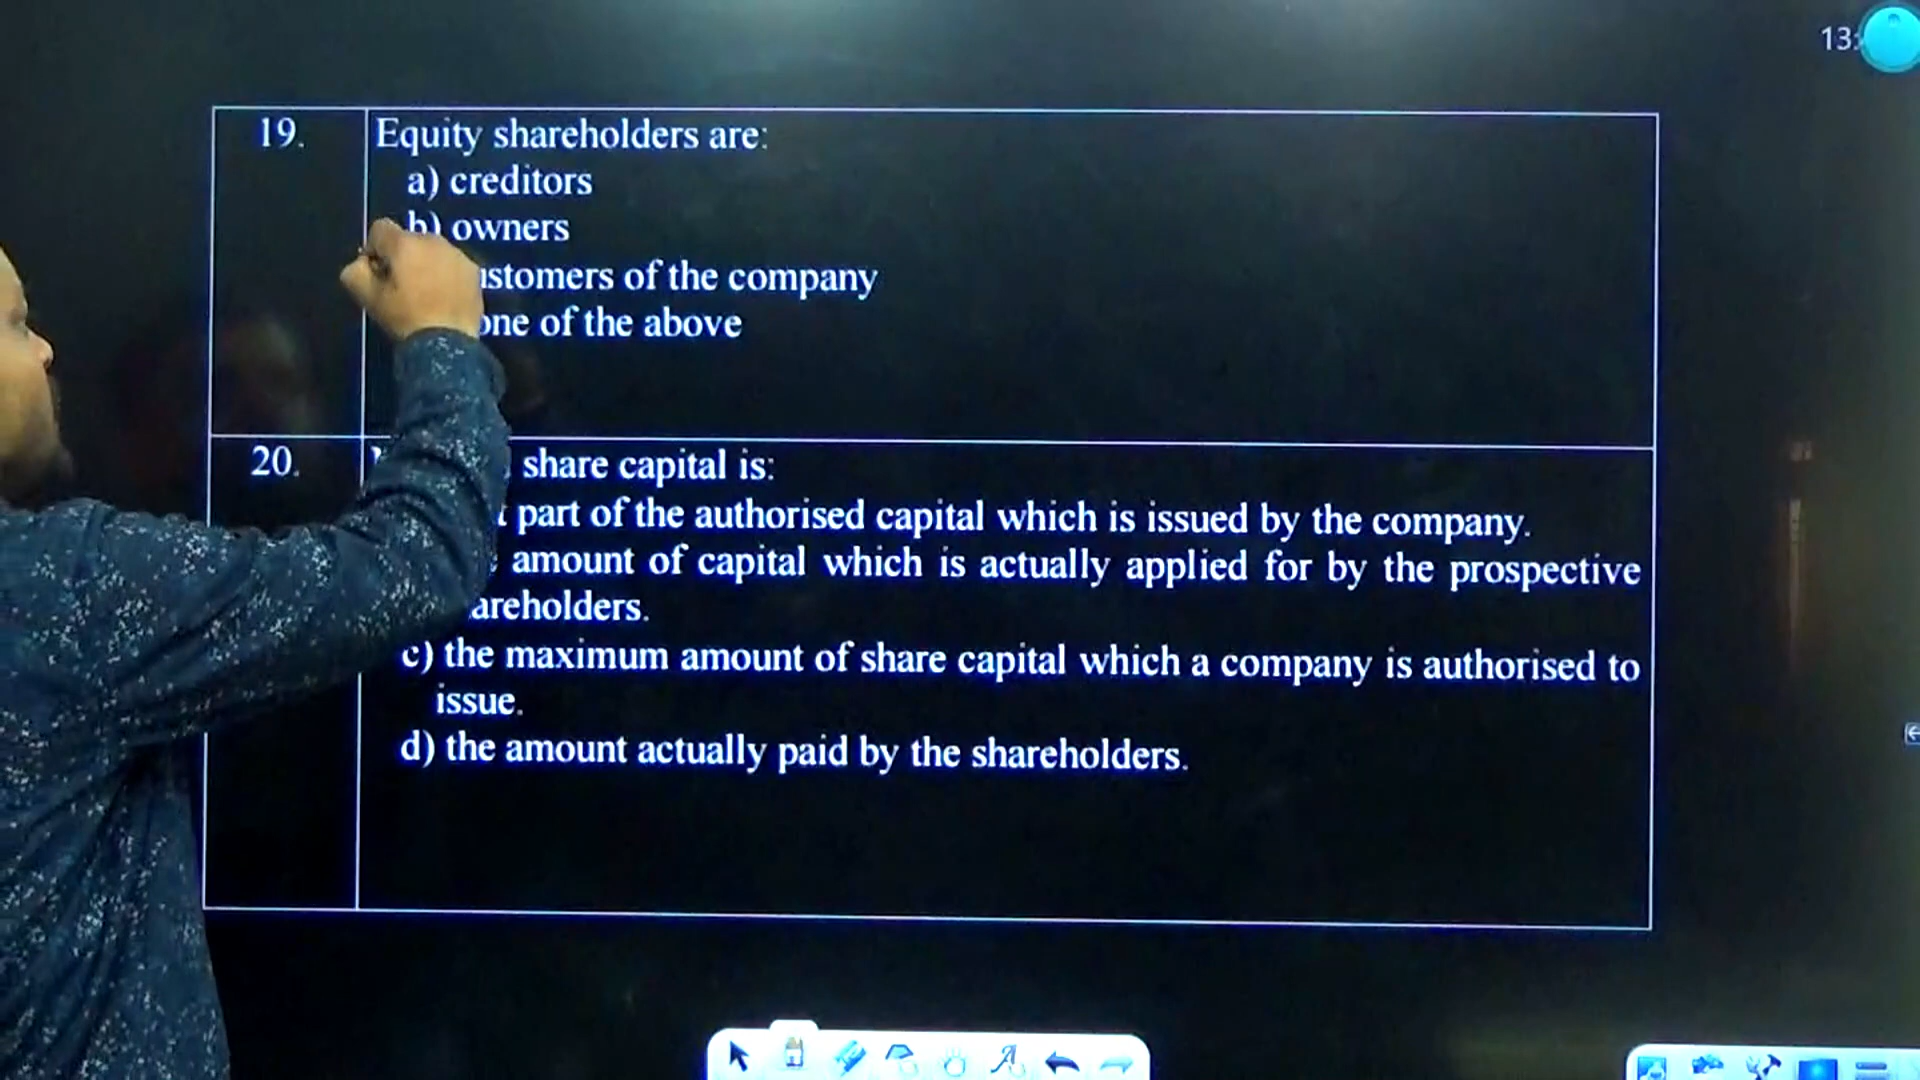 13:
19.
Equity shareholders are:
a) creditors
b) owners
of the company
of the above
20.
share capital is:
part of the authorised capital which is issued by the company.
amount of capital which is actually applied for by the prospective
c) the maximum amount of share capital which a company is authorised to
issue.
d) the amount actually paid by the shareholders.